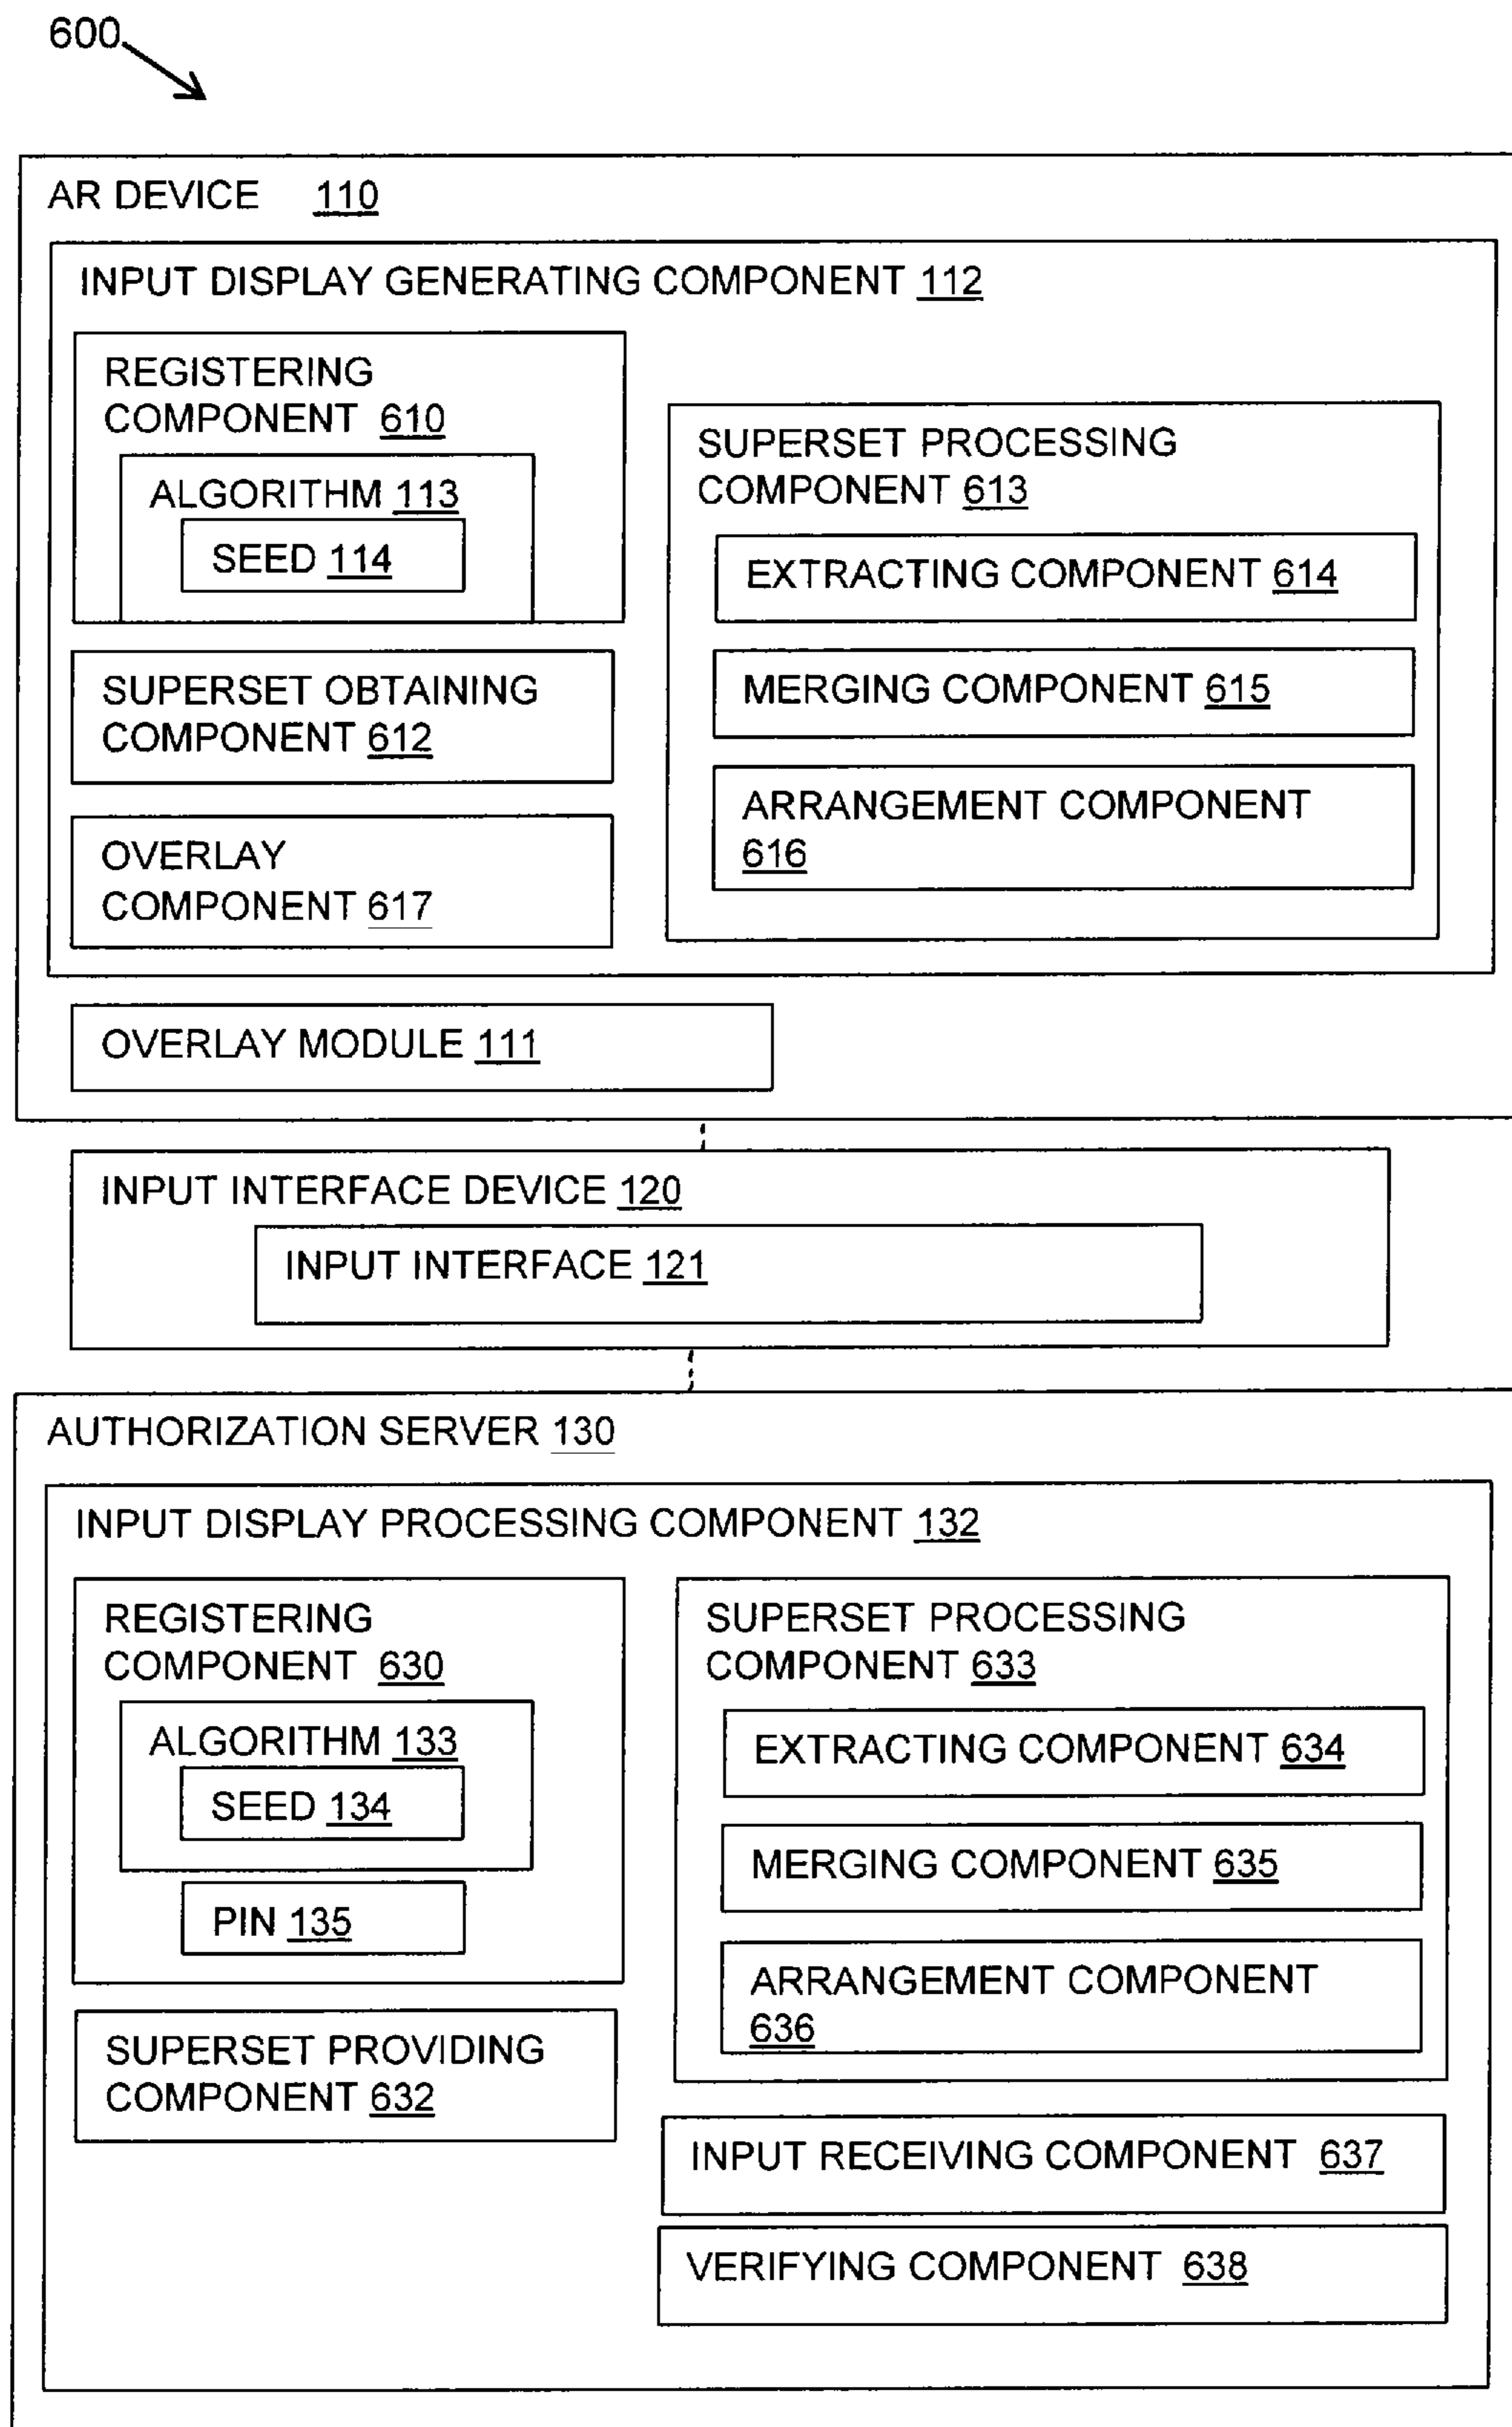 600
AR DEVICE 110
INPUT DISPLAY GENERATING COMPONENT 112
REGISTERING
COMPONENT 610
ALGORITHM 113
SEED 114
SUPERSET OBTAINING
COMPONENT 612
OVERLAY
COMPONENT 617
SUPERSET PROCESSING
COMPONENT 613
EXTRACTING COMPONENT 614
MERGING COMPONENT 615
ARRANGEMENT COMPONENT
616
OVERLAY MODULE 111
INPUT INTERFACE DEVICE 120
INPUT INTERFACE 121
AUTHORIZATION SERVER 130
INPUT DISPLAY PROCESSING COMPONENT 132
REGISTERING
COMPONENT 630
ALGORITHM 133
SEED 134
PIN 135
SUPERSET PROVIDING
COMPONENT 632
SUPERSET PROCESSING
COMPONENT 633
EXTRACTING COMPONENT 634
MERGING COMPONENT 635
ARRANGEMENT COMPONENT
636
INPUT RECEIVING COMPONENT 637
VERIFYING COMPONENT 638